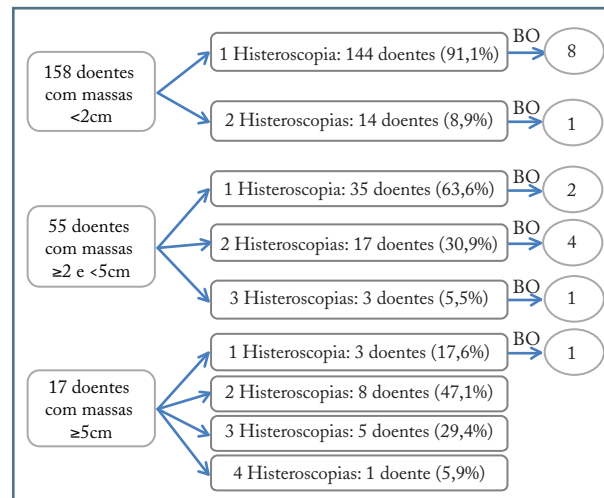 158 doentes
com massas
<2cm
1 Histeroscopia: 144 doentes (91,1%)
BO
8
2 Histeroscopias: 14 doentes (8,9%)
BO
1
55 doentes
com massas
≥2 e <5cm
1 Histeroscopia: 35 doentes (63,6%)
BO
2
2 Histeroscopias: 17 doentes (30,9%)
BO
4
3 Histeroscopias: 3 doentes (5,5%)
BO
1
17 doentes
com massas
≥5cm
1 Histeroscopia: 3 doentes (17,6%)
BO
1
2 Histeroscopias: 8 doentes (47,1%)
3 Histeroscopias: 5 doentes (29,4%)
4 Histeroscopias: 1 doente (5,9%)